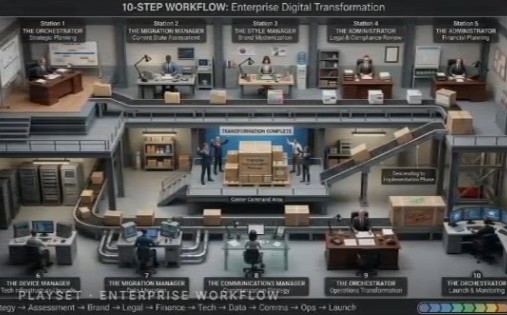 10-STEP WORKFLOW: Enterprise Digital Transformation
Station 1
THE ORCHESTRATOR
Strategic Planning
Station 2
THE MIGRATION MANAGER
Current State Assessment
Station 3
THE STYLE MANAGER
Brand Modernization
Station 4
THE ADMINISTRATOR
Legal & Compliance Review
Station 5
THE ADMINISTRATOR
Financial Planning
TRANSFORMATION COMPLETE
Descending to
Implementation Phase
Center Command Area
6
THE DEVICE MANAGER
7
THE MIGRATION MANAGER
8
THE COMMUNICATIONS MANAGER
9
THE ORCHESTRATOR
Operations Transformation
10
THE ORCHESTRATOR
Launch & Monitoring
PLAYSET · ENTERPRISE WORKFLOW
tegy → Assessment → Brand → Legal → Finance → Tech → Data → Comms → Ops → Launch